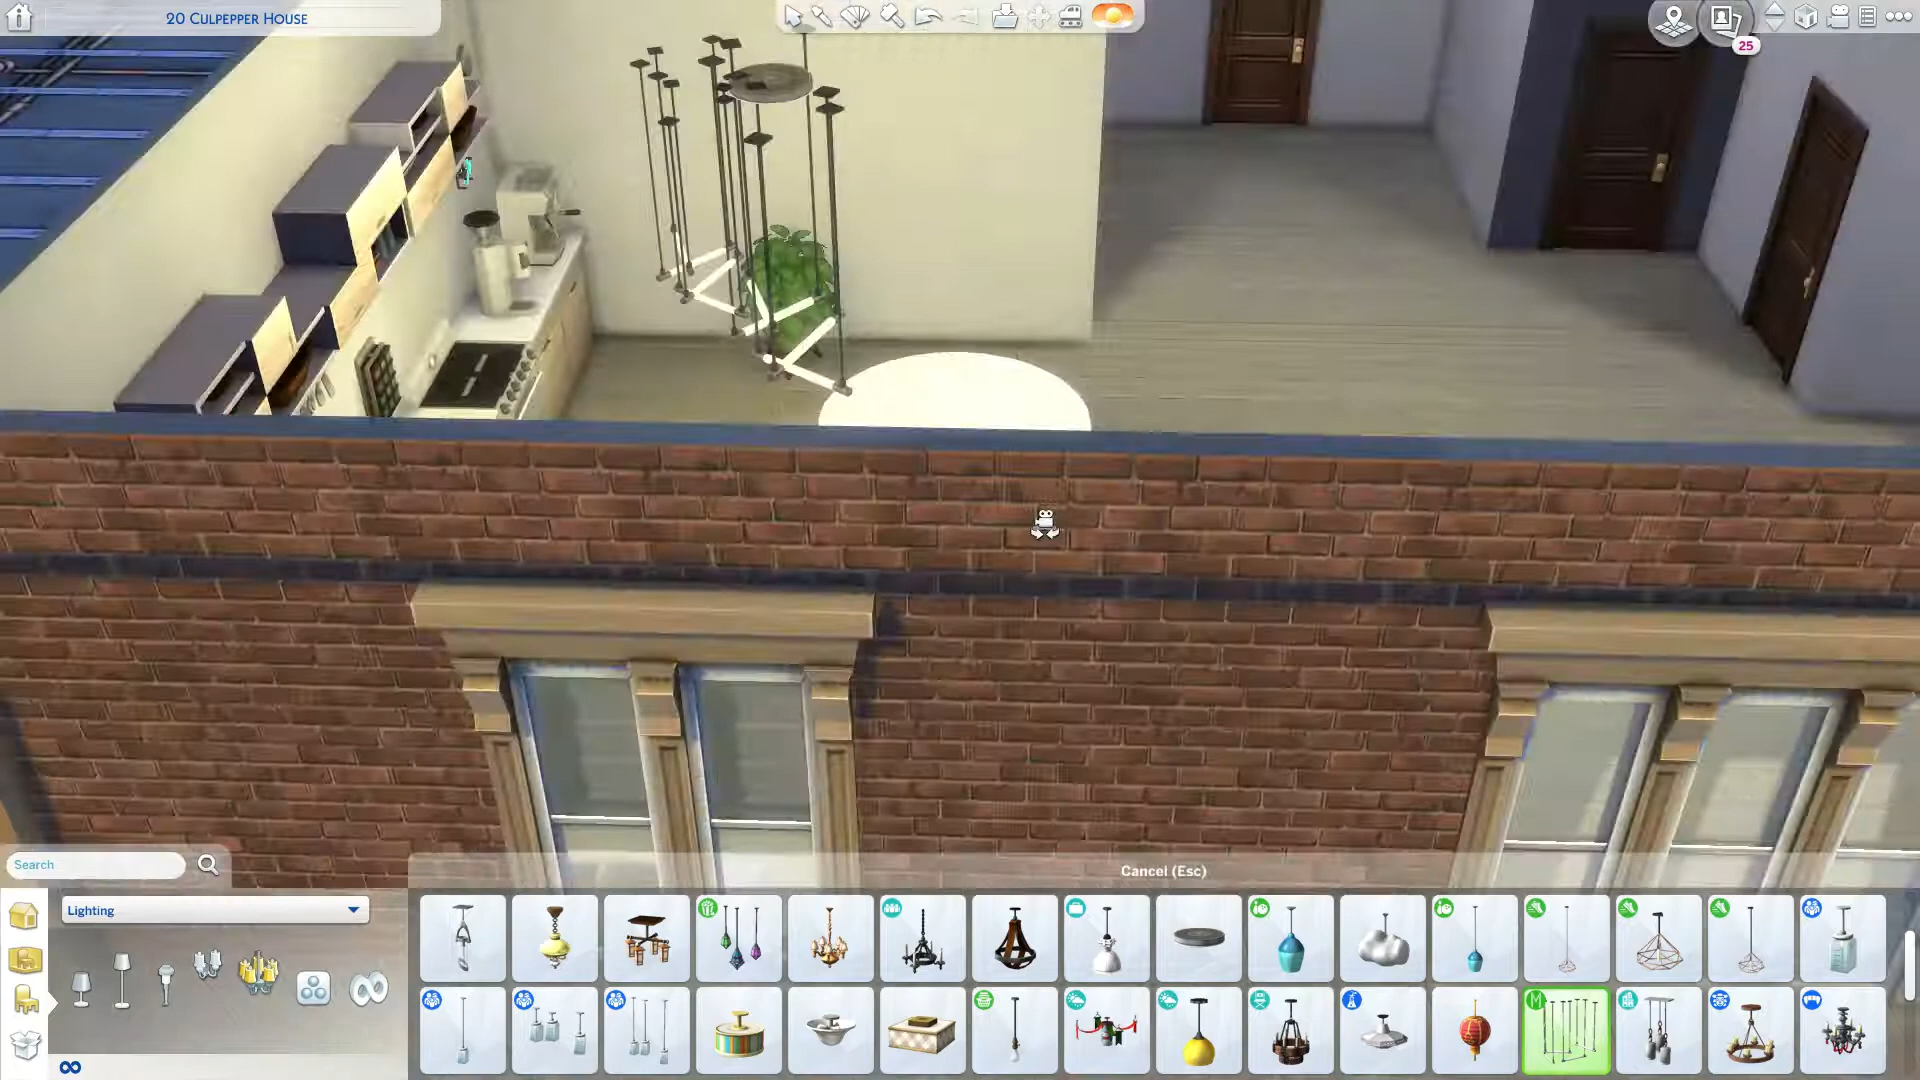 20 CULPEPPER HOUSE
25
Search
Cancel (Esc)
Lighting
M